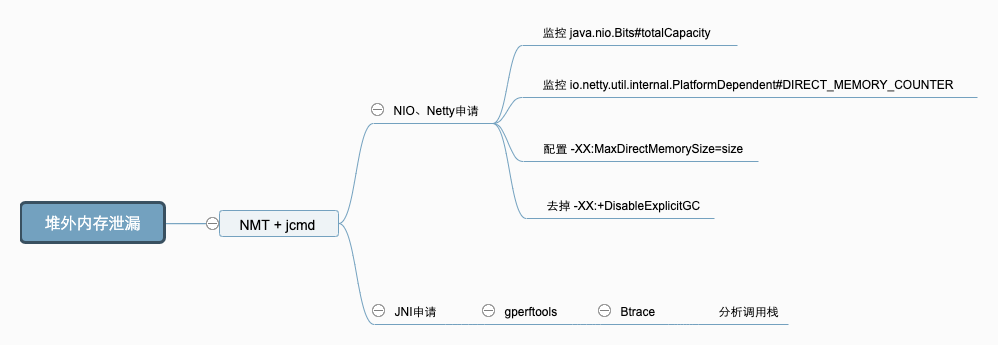 堆外内存泄漏
NMT + jcmd
NIO、Netty申请
监控 java.nio.Bits#totalCapacity
监控 io.netty.util.internal.PlatformDependent#DIRECT_MEMORY_COUNTER
配置 -XX:MaxDirectMemorySize=size
去掉 -XX:+DisableExplicitGC
JNI申请
gperftools
Btrace
分析调用栈